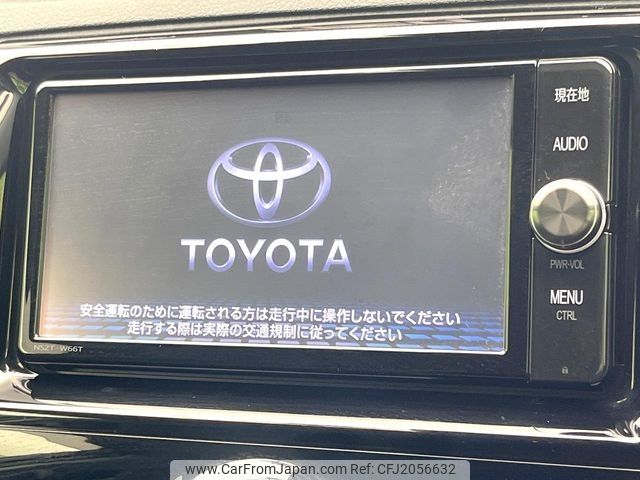 現在地
AUDIO
TOYOTA
PWR-VOL
MENU
CTRL
安全運転のために運転される方は走行中に操作しないでください
走行する際は実際の交通規制に従ってください
NSZT-W66T
www.CarFromJapan.com | CFJ2056632